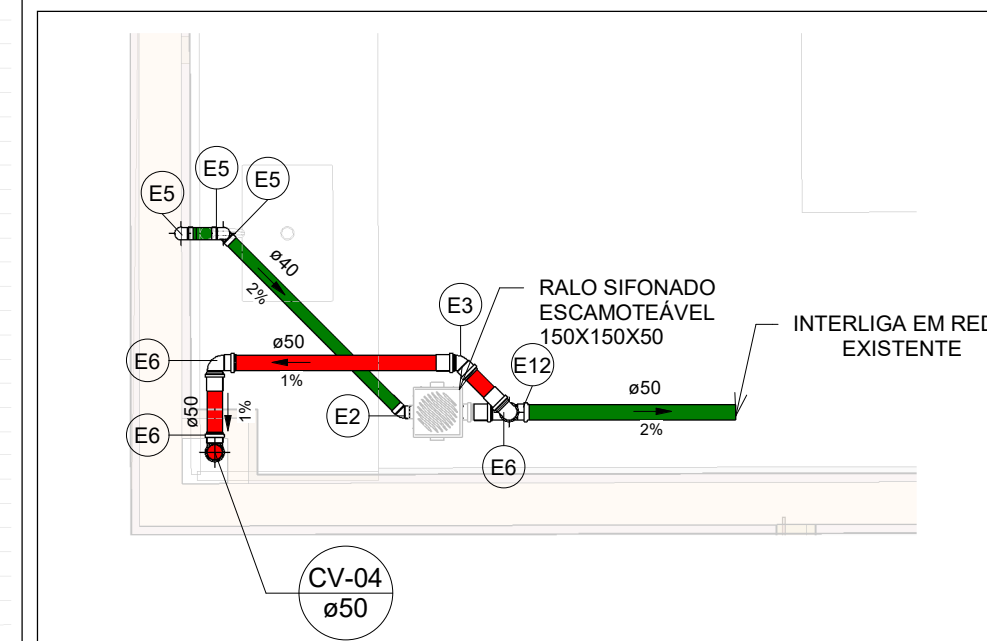 E5
E5
E5
ø40
2%
RALO SIFONADO
ESCAMOTEÁVEL
150X150X50
E3
INTERLIGA EM RED
EXISTENTE
ø50
1%
E6
E12
ø50
2%
ø50
1%
E2
E6
E6
CV-04
ø50